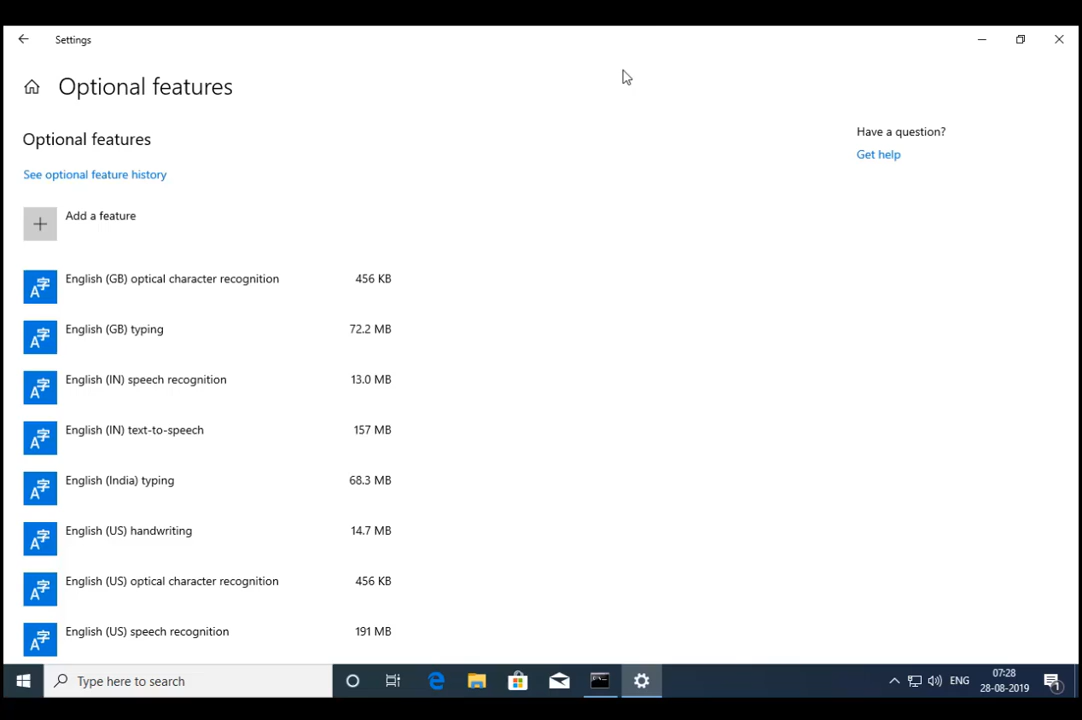 Settings
Optional features
Optional features
See optional feature history
Add a feature
English (GB) optical character recognition 456 KB
English (GB) typing 72.2 MB
English (IN) speech recognition 13.0 MB
English (IN) text-to-speech 157 MB
English (India) typing 68.3 MB
English (US) handwriting 14.7 MB
English (US) optical character recognition 456 KB
English (US) speech recognition 191 MB
Have a question?
Get help
Type here to search
ENG
07:28
28-08-2019
1